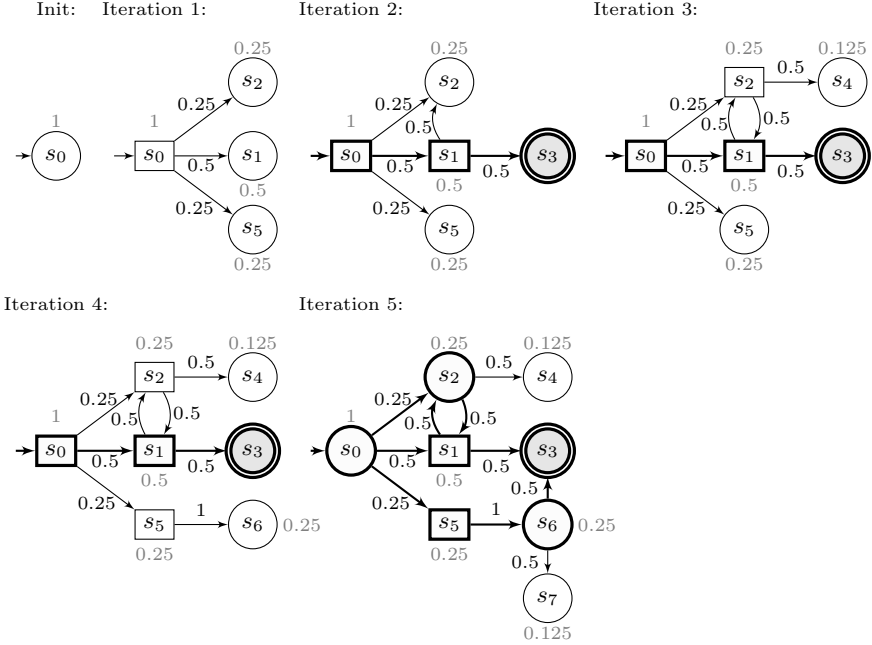 Init: Iteration 1: Iteration 2: Iteration 3:
0.25 0.25 0.25 0.125
s2 s2 s2 0.5 s4
0.25 0.25 0.25
1 1 1 0.5 1 0.5 0.5
s0 s0 0.5 s1 s0 0.5 s1 0.5 s3 s0 0.5 s1 0.5 s3
0.5 0.5 0.5
0.25 0.25 0.25
s5 s5 s5
0.25 0.25 0.25
Iteration 4: Iteration 5:
0.25 0.125 0.25 0.125
s2 0.5 s4 s2 0.5 s4
0.25 0.25
1 0.5 0.5 1 0.5 0.5
s0 0.5 s1 0.5 s3 s0 0.5 s1 0.5 s3
0.5 0.5
0.25 0.25 0.5
s5 1 s6 0.25 s5 1 s6 0.25
0.25 0.25
0.5
s7
0.125